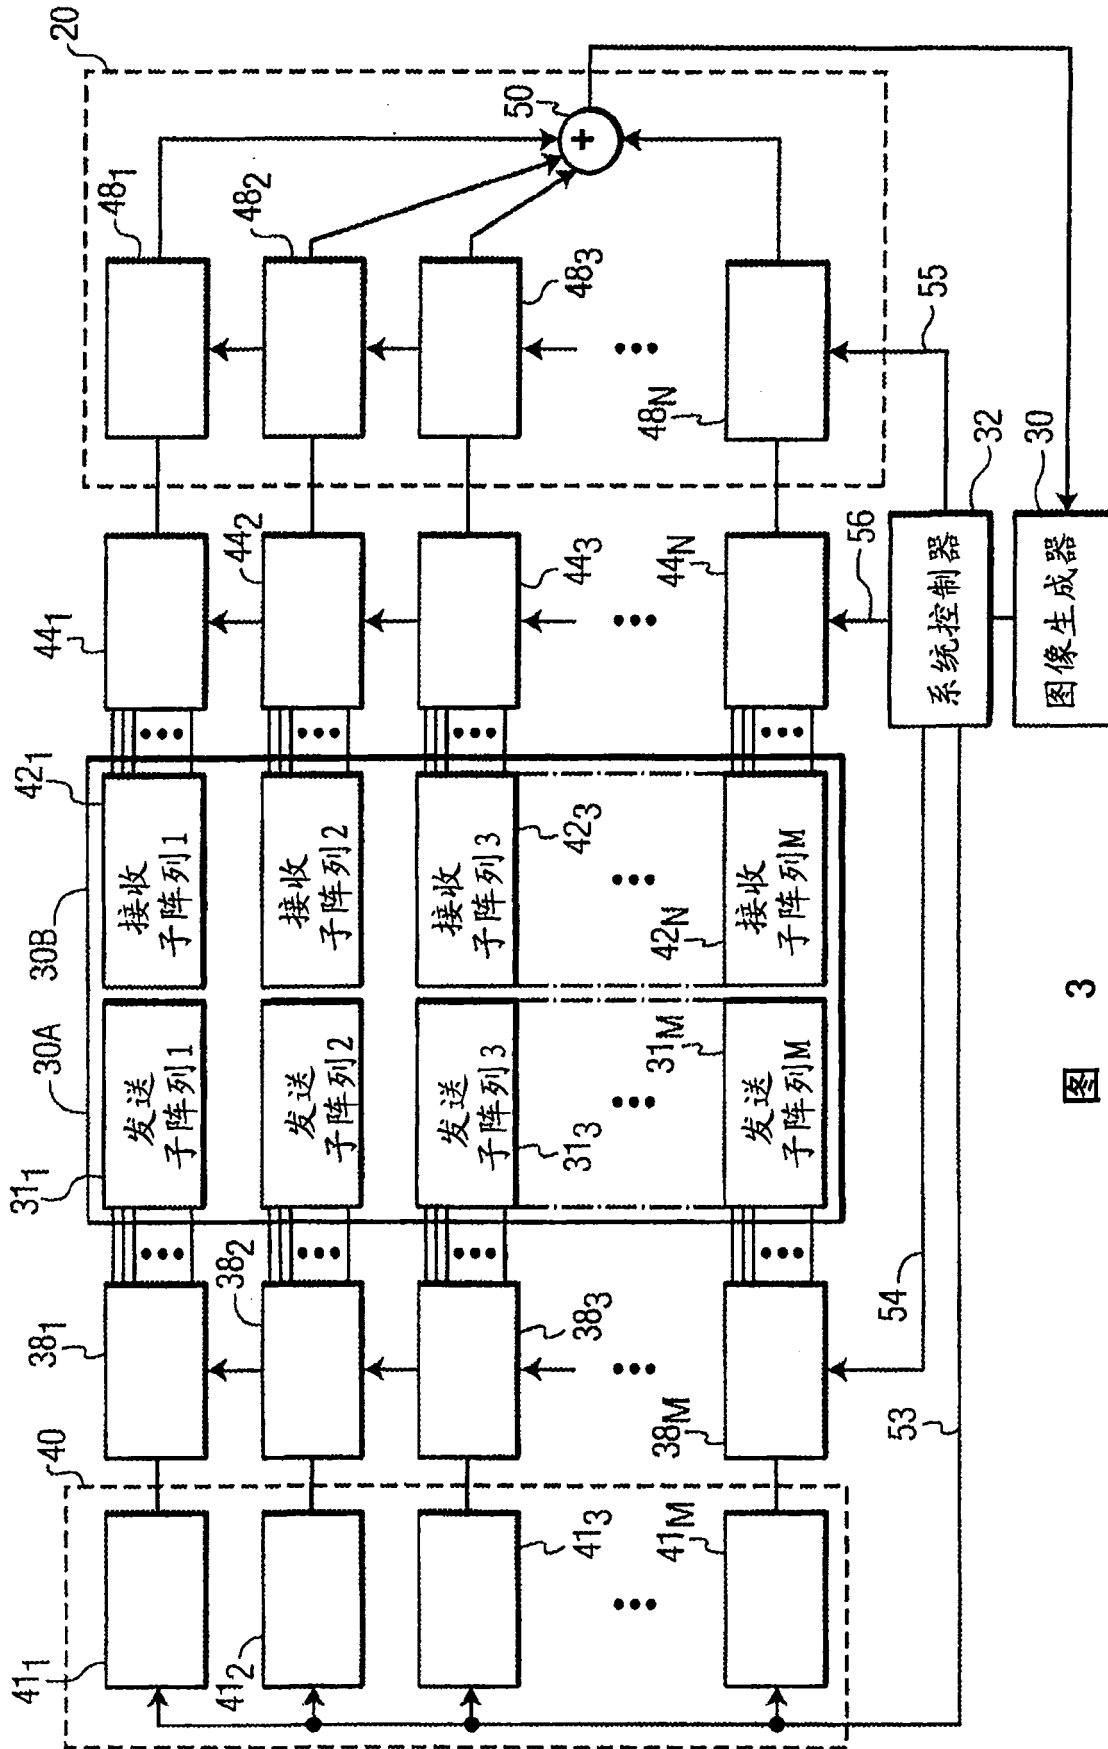 40
41₁
41₂
41₃
41M
38₁
38₂
38₃
38M
30A
31₁
发送
子阵列1
发送
子阵列2
发送
子阵列3
31₃
31M
发送
子阵列M
30B
42₁
接收
子阵列1
接收
子阵列2
接收
子阵列3
42₃
42N
接收
子阵列M
44₁
44₂
44₃
44N
20
48₁
48₂
48₃
48N
50
+
53
54
56
55
系统控制器
32
图像生成器
30
图 3